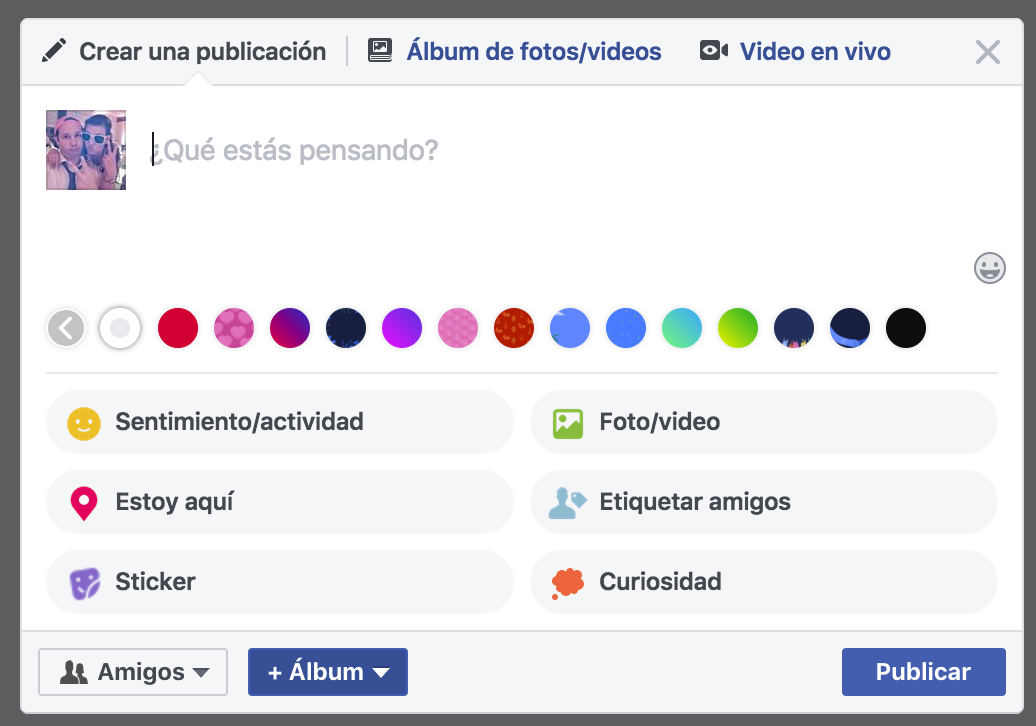 Crear una publicación
Álbum de fotos/videos
Video en vivo
¿Qué estás pensando?
Sentimiento/actividad
Foto/video
Estoy aquí
Etiquetar amigos
Sticker
Curiosidad
Amigos
+ Álbum
Publicar